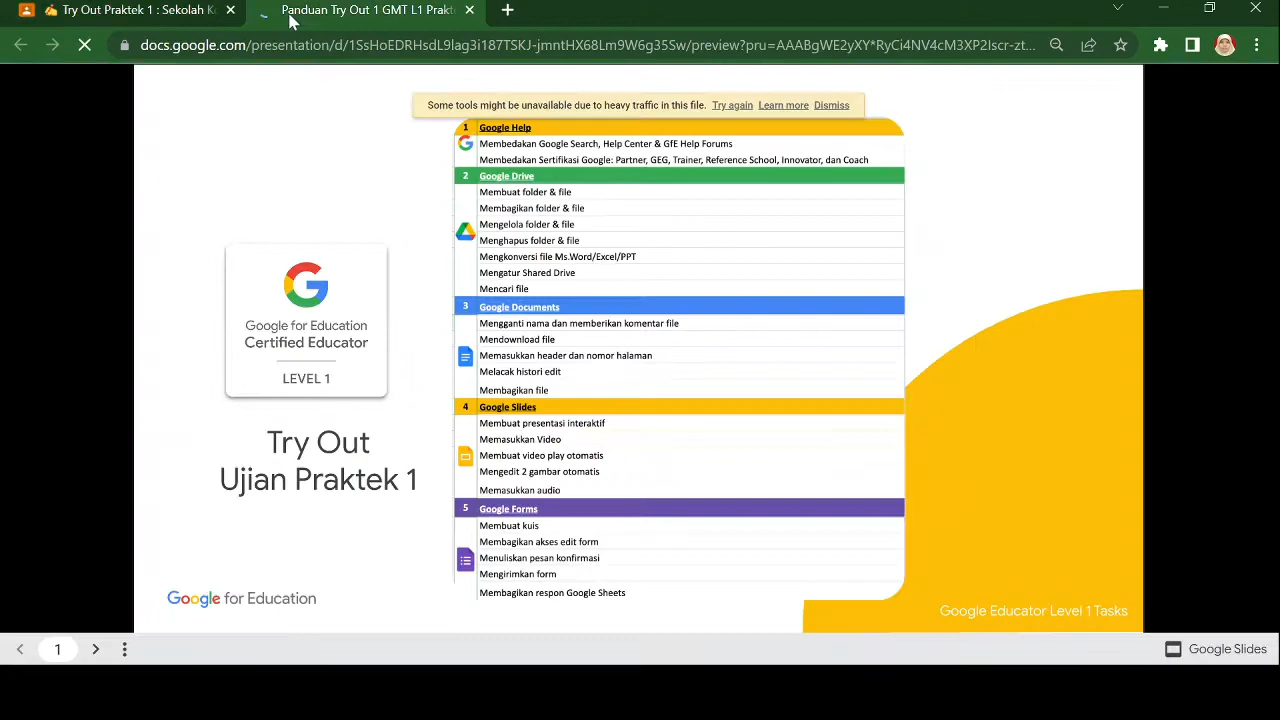 Try Out Praktek 1 : Sekolah K
Panduan Try Out 1 GMT L1 Prakt
docs.google.com/presentation/d/1SsHoEDRHsdL9lag3i187TSKJ-jmntHX68Lm9W6g35Sw/preview?pru=AAABgWE2yXY*RyCi4NV4cM3XP2Iscr-zt...
Some tools might be unavailable due to heavy traffic in this file. Try again Learn more Dismiss
1 Google Help
Membedakan Google Search, Help Center & GfE Help Forums
Membedakan Sertifikasi Google: Partner, GEG, Trainer, Reference School, Innovator, dan Coach
2 Google Drive
Membuat folder & file
Membagikan folder & file
Mengelola folder & file
Menghapus folder & file
Mengkonversi file Ms.Word/Excel/PPT
Mengatur Shared Drive
Mencari file
3 Google Documents
Mengganti nama dan memberikan komentar file
Mendownload file
Memasukkan header dan nomor halaman
Melacak histori edit
Membagikan file
4 Google Slides
Membuat presentasi interaktif
Memasukkan Video
Membuat video play otomatis
Mengedit 2 gambar otomatis
Memasukkan audio
5 Google Forms
Membuat kuis
Membagikan akses edit form
Menuliskan pesan konfirmasi
Mengirimkan form
Membagikan respon Google Sheets
Google for Education
Certified Educator
LEVEL 1
Try Out
Ujian Praktek 1
Google for Education
Google Educator Level 1 Tasks
1
Google Slides